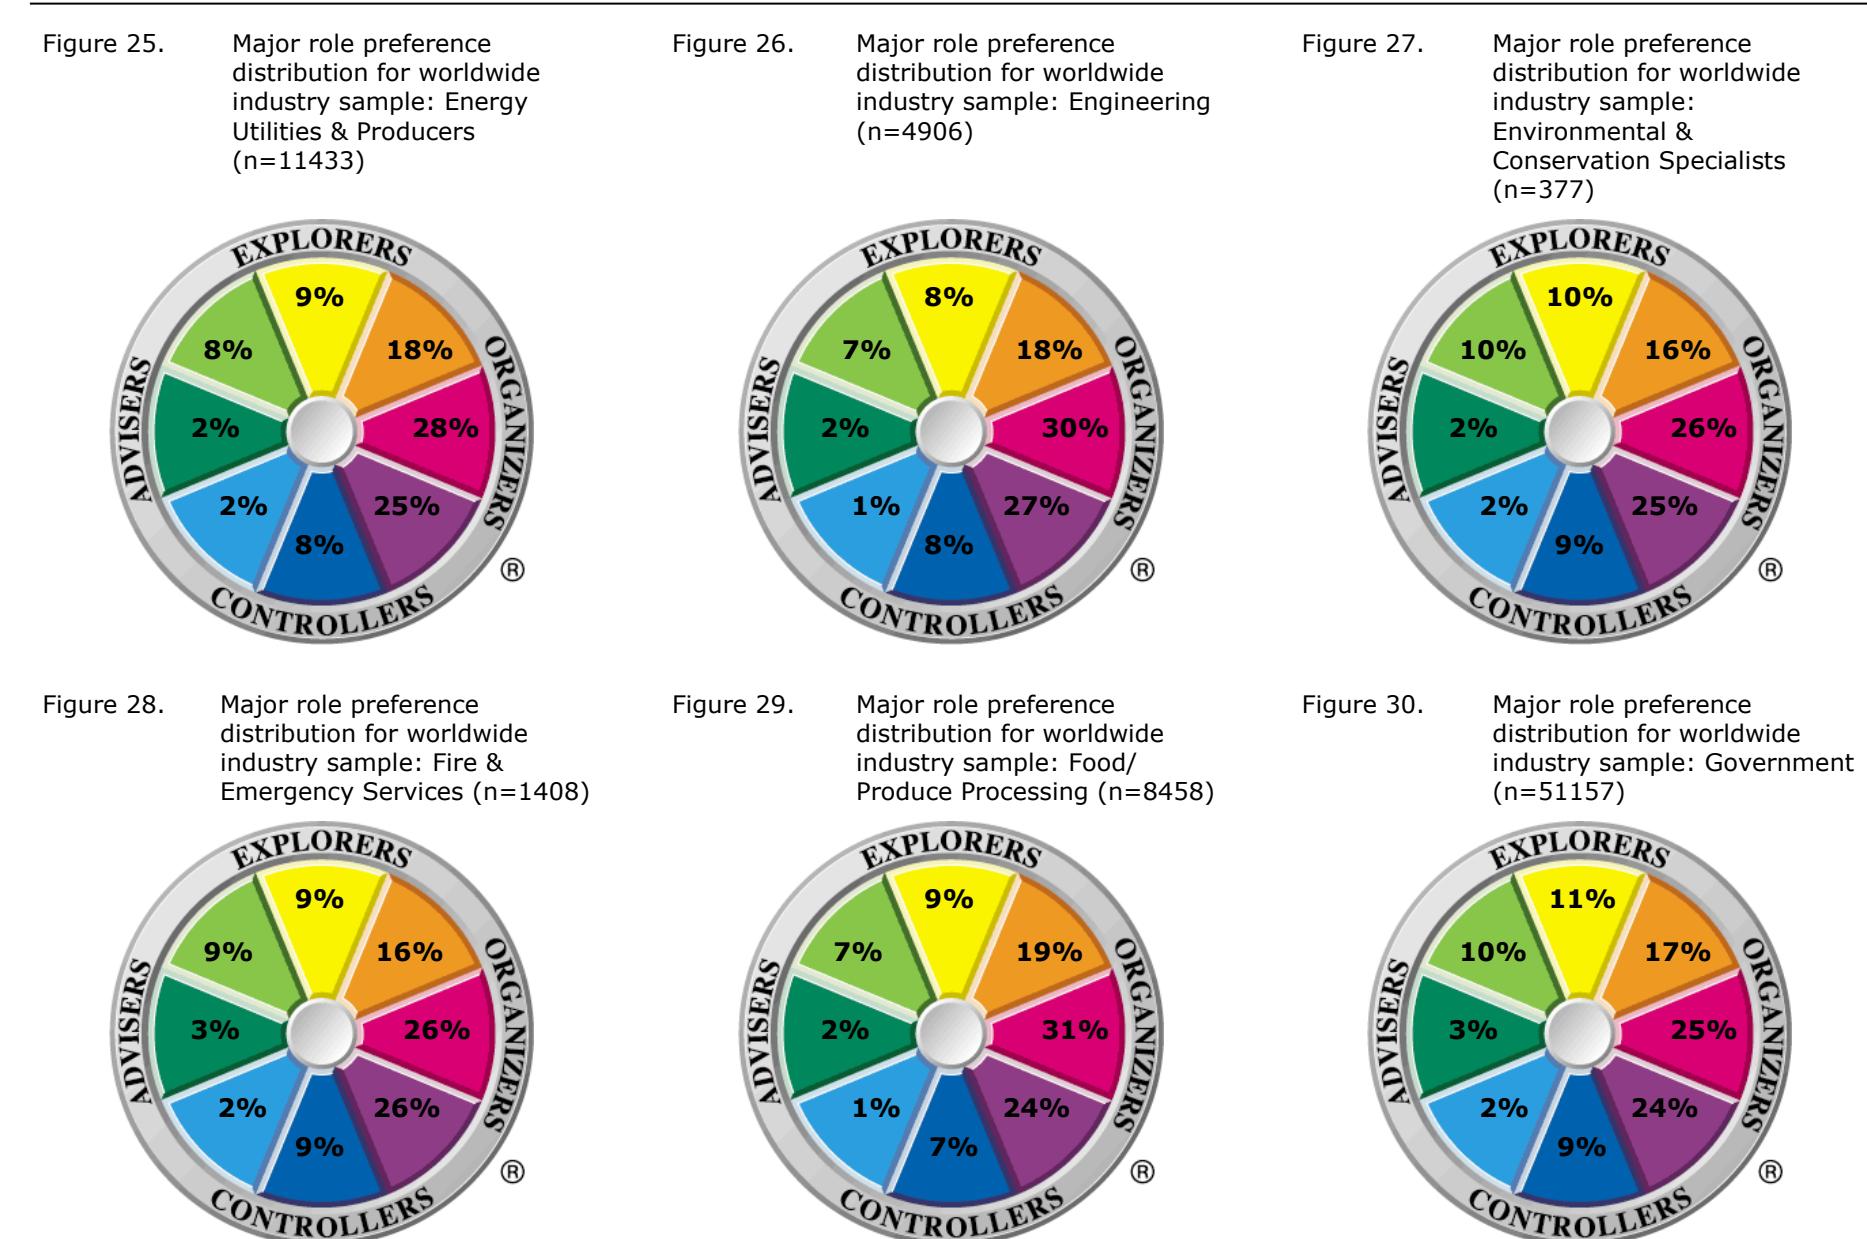 Figure 25. Major role preference
distribution for worldwide
industry sample: Energy
Utilities & Producers
(n=11433)
EXPLORERS
ORGANIZERS
CONTROLLERS
ADVISERS
9%
18%
28%
25%
8%
2%
2%
8%
®
Figure 26. Major role preference
distribution for worldwide
industry sample: Engineering
(n=4906)
EXPLORERS
ORGANIZERS
CONTROLLERS
ADVISERS
8%
18%
30%
27%
8%
1%
2%
7%
®
Figure 27. Major role preference
distribution for worldwide
industry sample:
Environmental &
Conservation Specialists
(n=377)
EXPLORERS
ORGANIZERS
CONTROLLERS
ADVISERS
10%
16%
26%
25%
9%
2%
2%
10%
®
Figure 28. Major role preference
distribution for worldwide
industry sample: Fire &
Emergency Services (n=1408)
EXPLORERS
ORGANIZERS
CONTROLLERS
ADVISERS
9%
16%
26%
26%
9%
2%
3%
9%
®
Figure 29. Major role preference
distribution for worldwide
industry sample: Food/
Produce Processing (n=8458)
EXPLORERS
ORGANIZERS
CONTROLLERS
ADVISERS
9%
19%
31%
24%
7%
1%
2%
7%
®
Figure 30. Major role preference
distribution for worldwide
industry sample: Government
(n=51157)
EXPLORERS
ORGANIZERS
CONTROLLERS
ADVISERS
11%
17%
25%
24%
9%
2%
3%
10%
®